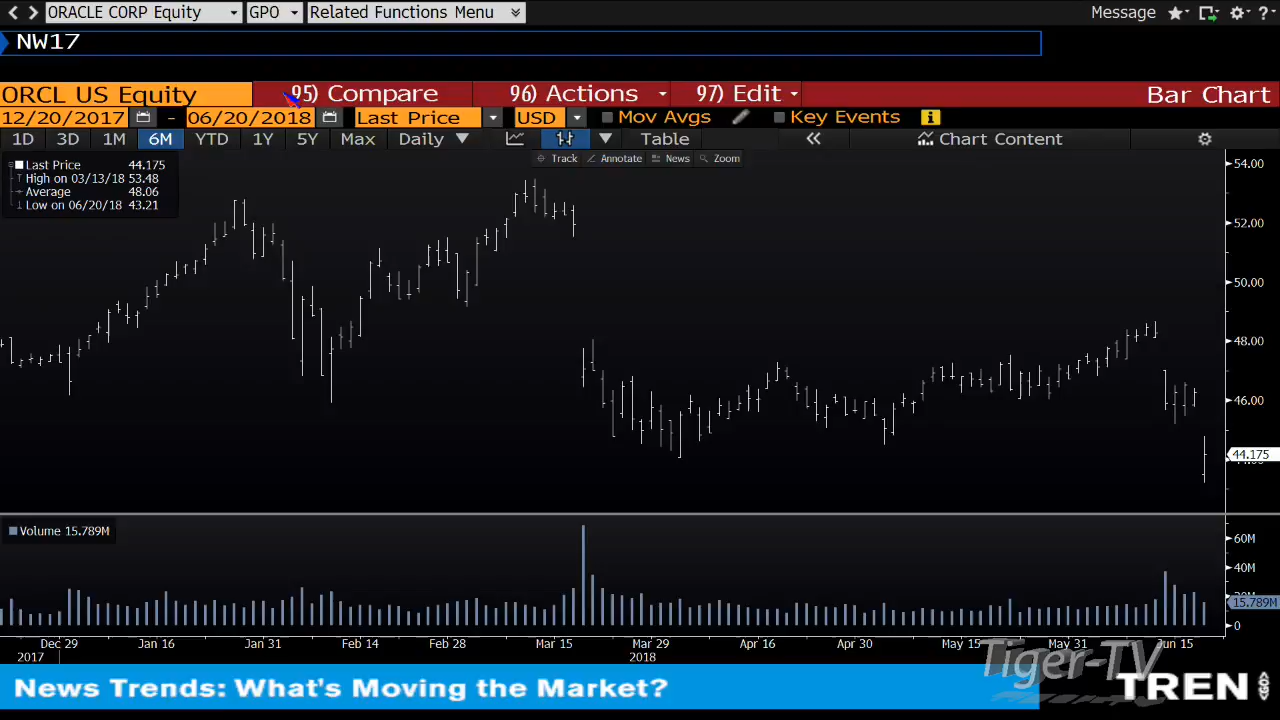 ORACLE CORP Equity GPO Related Functions Menu Message ?
NW17
ORCL US Equity 95) Compare 96) Actions 97) Edit Bar Chart
12/20/2017 - 06/20/2018 Last Price USD Mov Avgs Key Events
1D 3D 1M 6M YTD 1Y 5Y Max Daily Table « Chart Content
Track Annotate News Zoom
Last Price 44.175
High on 03/13/18 53.48
Average 48.06
Low on 06/20/18 43.21
54.00
52.00
50.00
48.00
46.00
44.175
Volume 15.789M
60M
40M
15.789M
0
Dec 29 Jan 16 Jan 31 Feb 14 Feb 28 Mar 15 Mar 29 Apr 16 Apr 30 May 15 May 31 Jun 15
2017 2018
Tiger-TV
News Trends: What's Moving the Market?
TREN